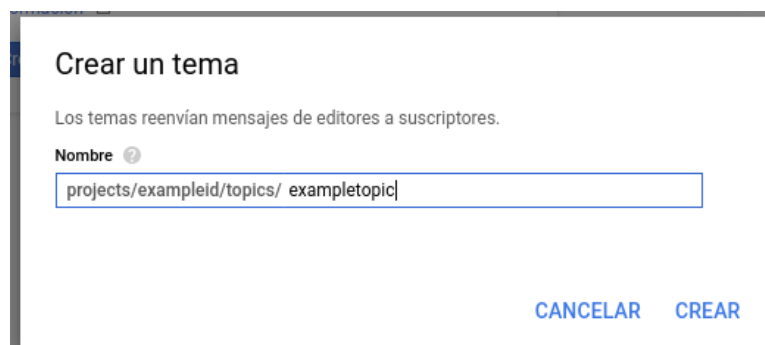 Crear un tema
Los temas reenvían mensajes de editores a suscriptores.
Nombre ?
projects/exampleid/topics/ exampletopic
CANCELAR CREAR